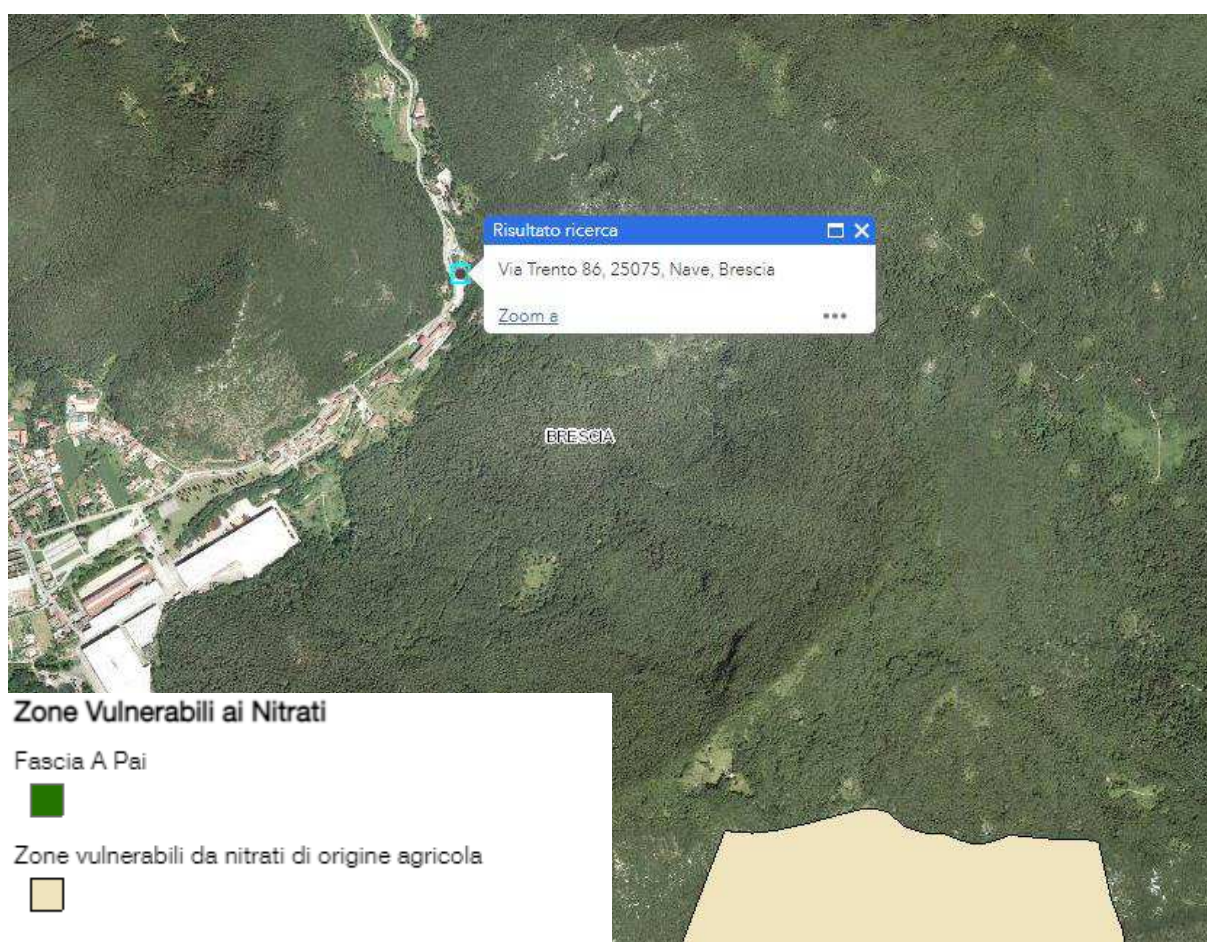 Risultato ricerca
Via Trento 86, 25075, Nave, Brescia
Zoom a
BRESCIA
Zone Vulnerabili ai Nitrati
Fascia A Pai
Zone vulnerabili da nitrati di origine agricola